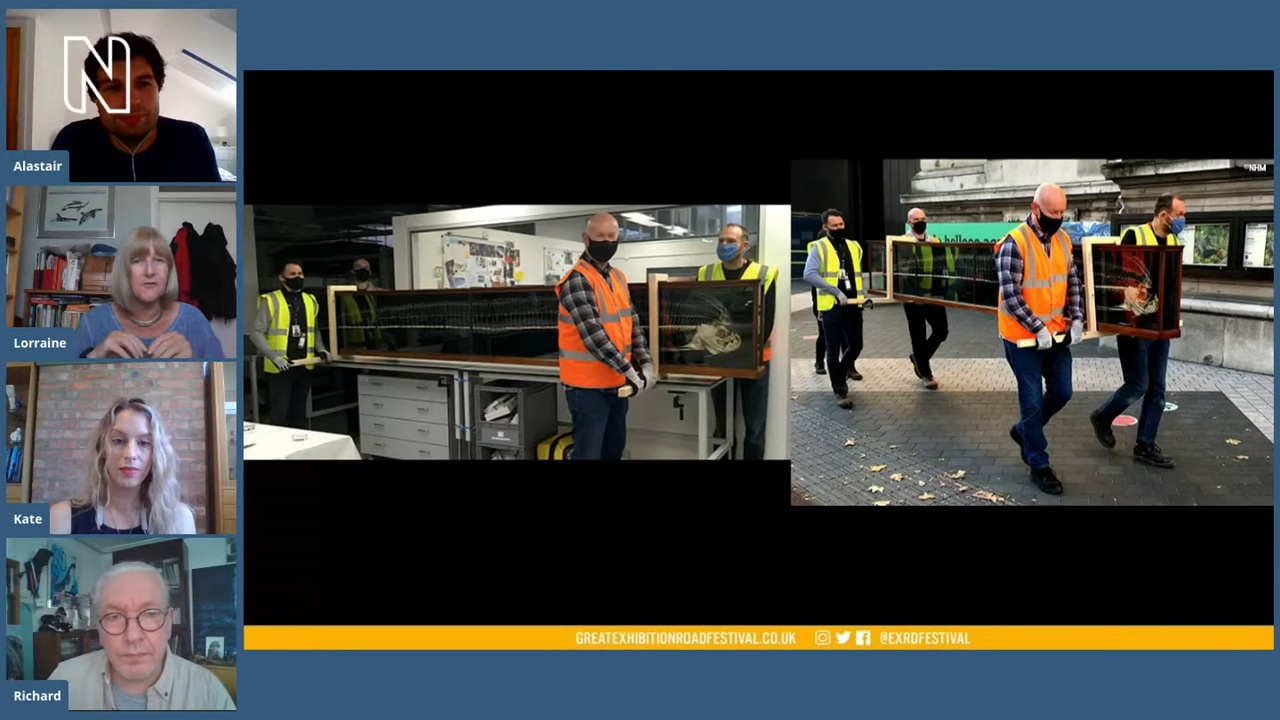 N
Alastair
Lorraine
Kate
Richard
©NHM
GREATEXHIBITIONROADFESTIVAL.CO.UK
@EXRDFESTIVAL